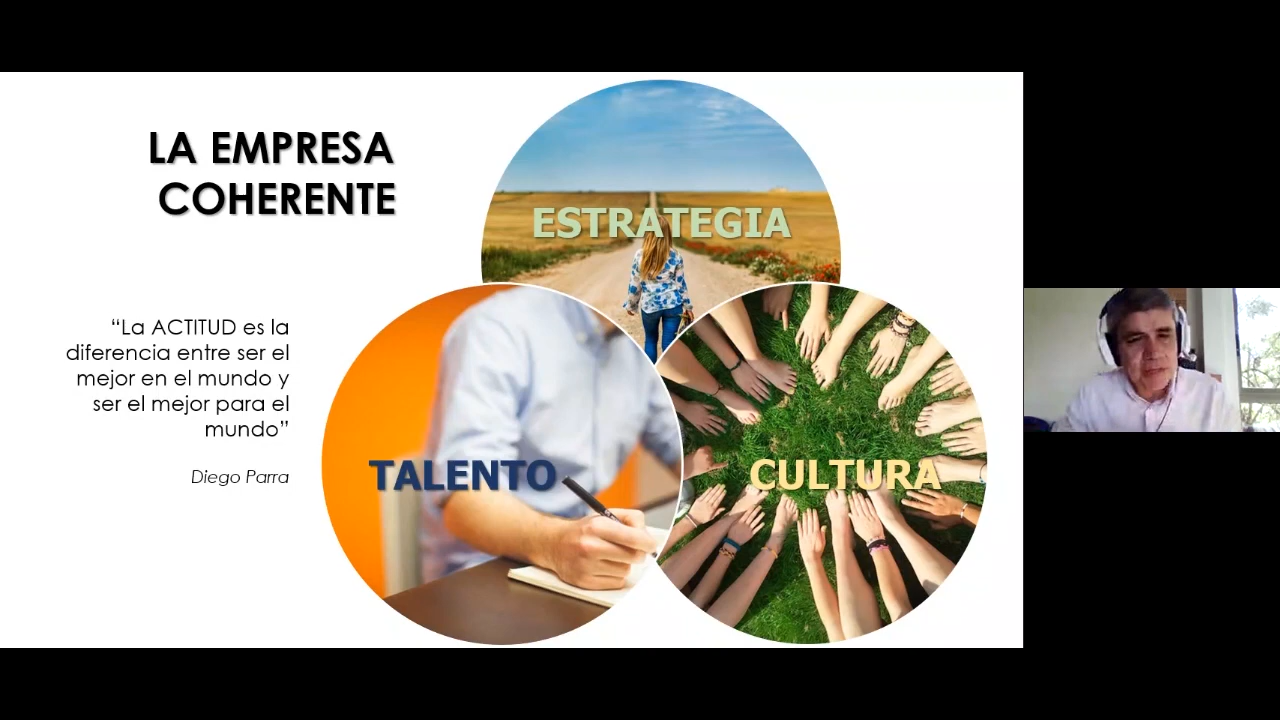 LA EMPRESA
COHERENTE
“La ACTITUD es la
diferencia entre ser el
mejor en el mundo y
ser el mejor para el
mundo”
Diego Parra
ESTRATEGIA
TALENTO
CULTURA